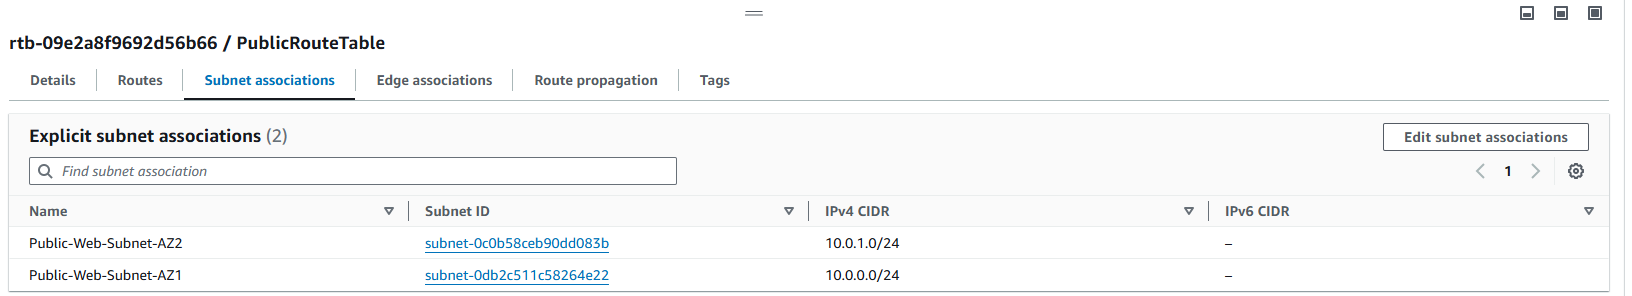 rtb-09e2a8f9692d56b66 / PublicRouteTable
Details Routes Subnet associations Edge associations Route propagation Tags
Explicit subnet associations (2)
Edit subnet associations
Find subnet association
1
Name Subnet ID IPv4 CIDR IPv6 CIDR
Public-Web-Subnet-AZ2 subnet-0c0b58ceb90dd083b 10.0.1.0/24 –
Public-Web-Subnet-AZ1 subnet-0db2c511c58264e22 10.0.0.0/24 –